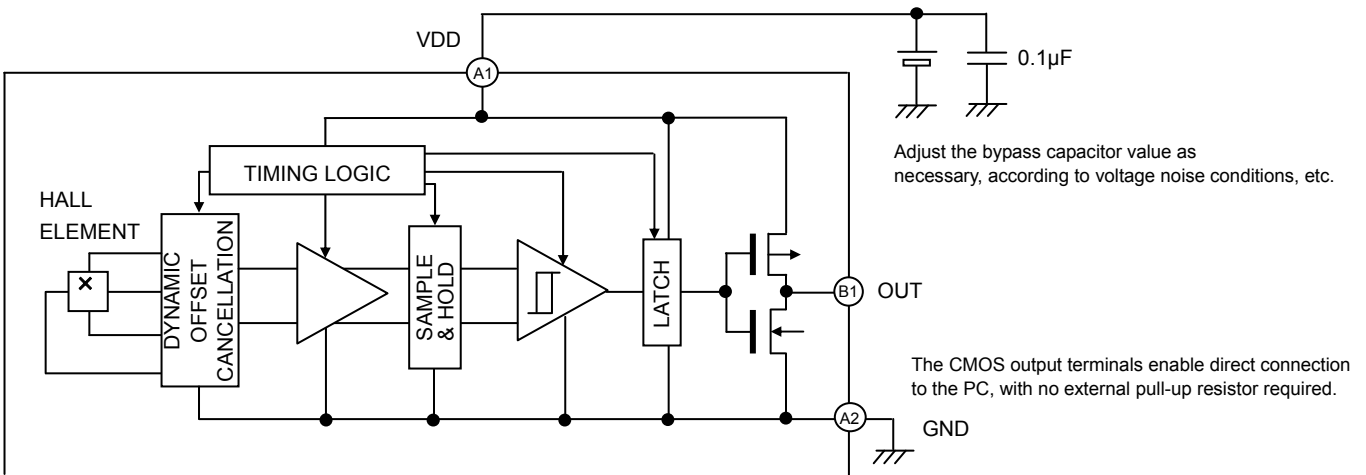 VDD
A1
0.1µF
Adjust the bypass capacitor value as
necessary, according to voltage noise conditions, etc.
TIMING LOGIC
HALL
ELEMENT
DYNAMIC
OFFSET
CANCELLATION
SAMPLE
& HOLD
LATCH
B1
OUT
The CMOS output terminals enable direct connection
to the PC, with no external pull-up resistor required.
A2
GND